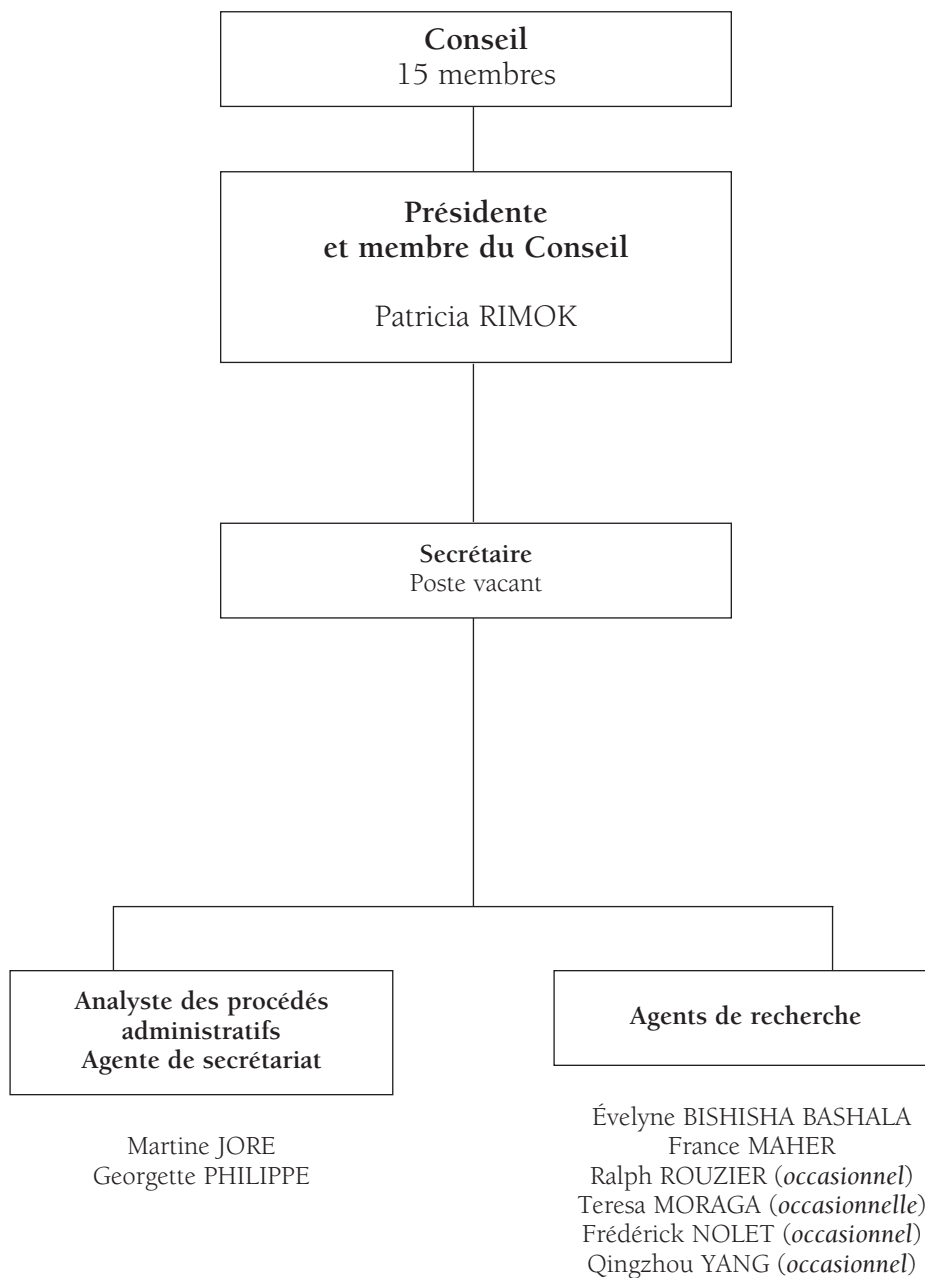 Conseil
15 membres
Présidente
et membre du Conseil
Patricia RIMOK
Secrétaire
Poste vacant
Analyste des procédés
administratifs
Agente de secrétariat
Martine JORE
Georgette PHILIPPE
Agents de recherche
Évelyne BISHISHA BASHALA
France MAHER
Ralph ROUZIER (occasionnel)
Teresa MORAGA (occasionnelle)
Frédérick NOLET (occasionnel)
Qingzhou YANG (occasionnel)